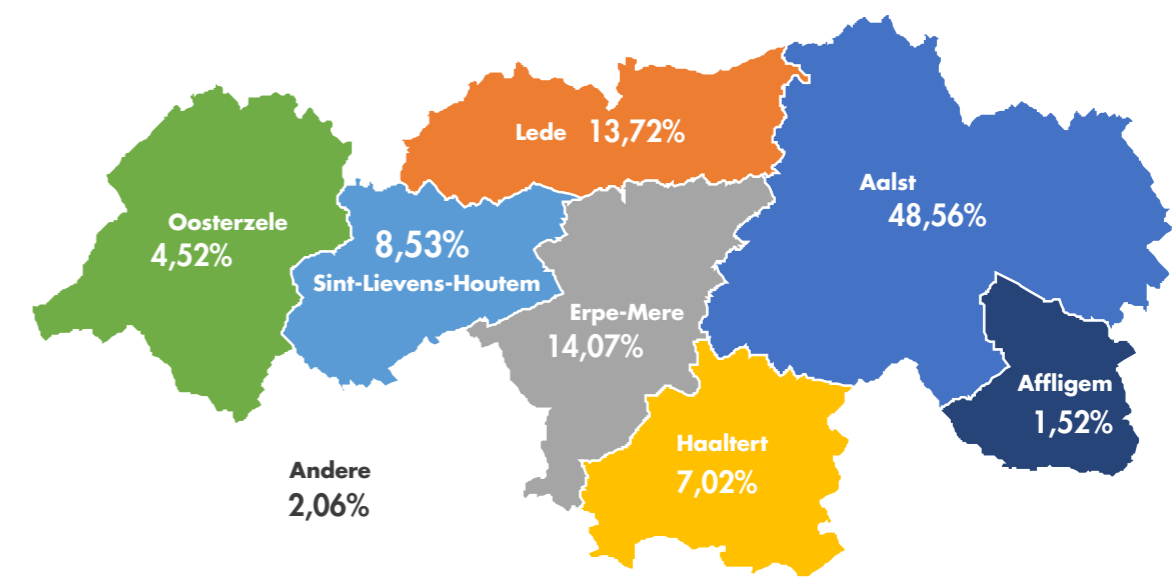 Lede 13,72%
Aalst
48,56%
Oosterzele
4,52%
8,53%
Sint-Lievens-Houtem
Erpe-Mere
14,07%
Affligem
1,52%
Haaltert
7,02%
Andere
2,06%